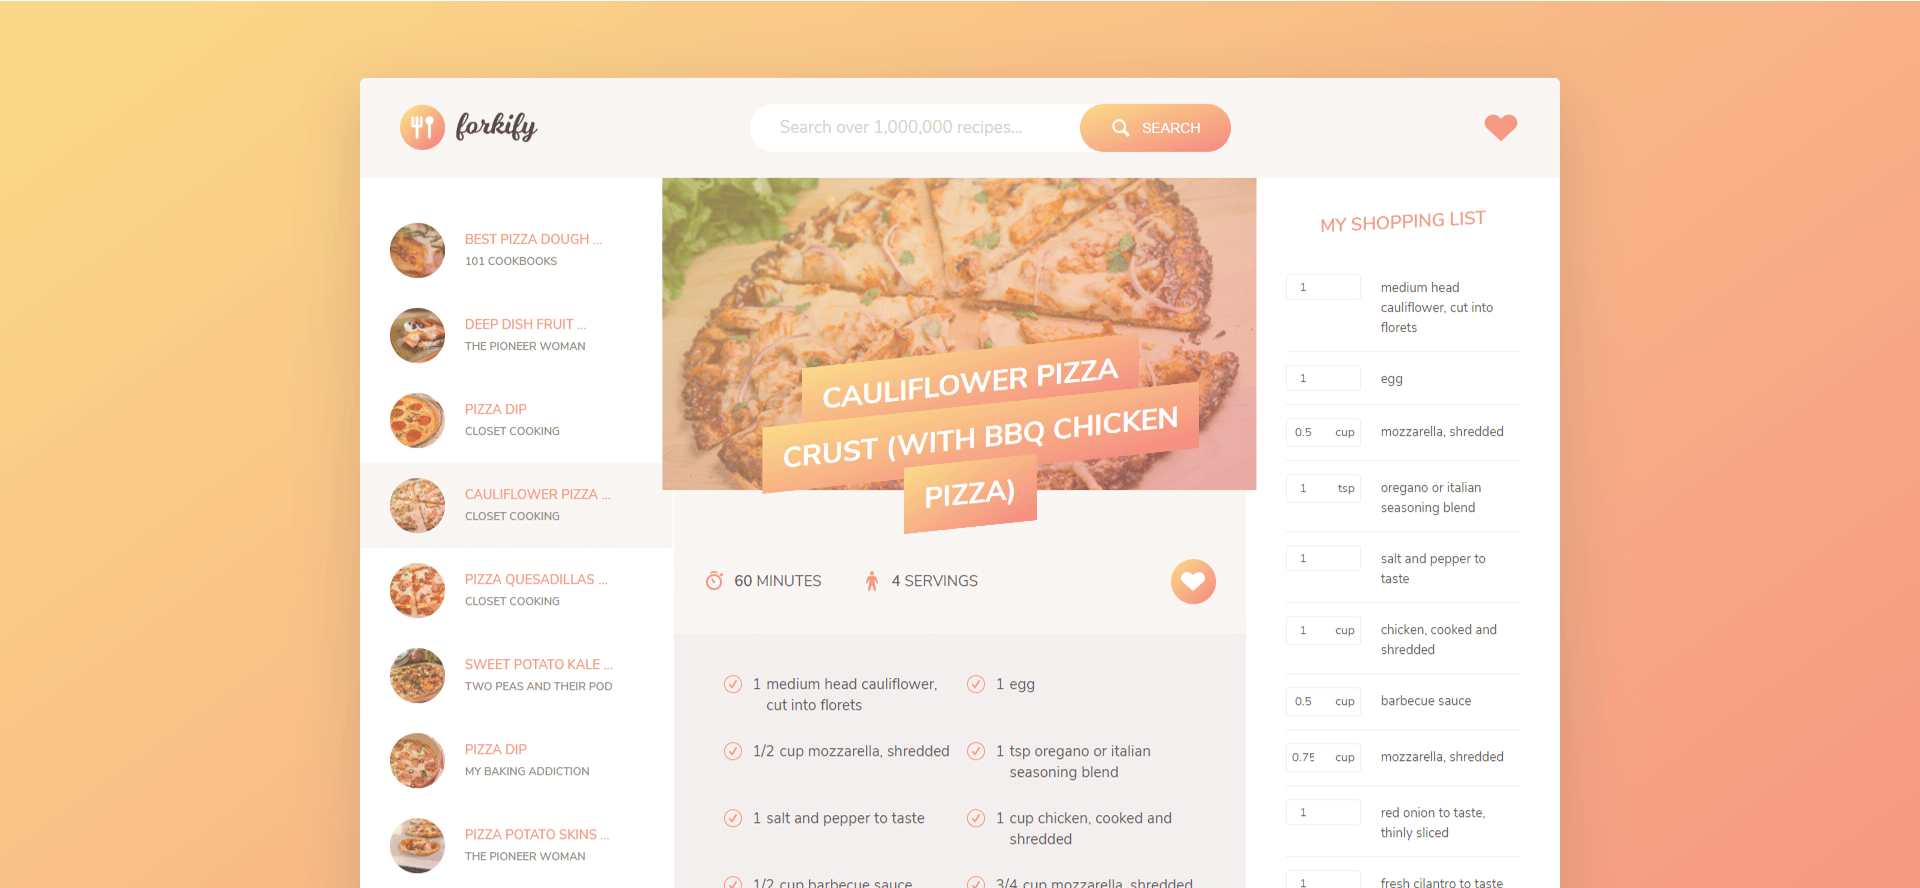 forkify
Search over 1,000,000 recipes...
SEARCH
BEST PIZZA DOUGH ...
101 COOKBOOKS
DEEP DISH FRUIT ...
THE PIONEER WOMAN
PIZZA DIP
CLOSET COOKING
CAULIFLOWER PIZZA ...
CLOSET COOKING
PIZZA QUESADILLAS ...
CLOSET COOKING
SWEET POTATO KALE ...
TWO PEAS AND THEIR POD
PIZZA DIP
MY BAKING ADDICTION
PIZZA POTATO SKINS ...
THE PIONEER WOMAN
CAULIFLOWER PIZZA
CRUST (WITH BBQ CHICKEN
PIZZA)
60 MINUTES
4 SERVINGS
1 medium head cauliflower,
cut into florets
1 egg
1/2 cup mozzarella, shredded
1 tsp oregano or italian
seasoning blend
1 salt and pepper to taste
1 cup chicken, cooked and
shredded
1/2 cup barbecue sauce
3/4 cup mozzarella, shredded
MY SHOPPING LIST
1 medium head
cauliflower, cut into
florets
1 egg
0.5 cup mozzarella, shredded
1 tsp oregano or italian
seasoning blend
1 salt and pepper to
taste
1 cup chicken, cooked and
shredded
0.5 cup barbecue sauce
0.75 cup mozzarella, shredded
1 red onion to taste,
thinly sliced
1 fresh cilantro to taste